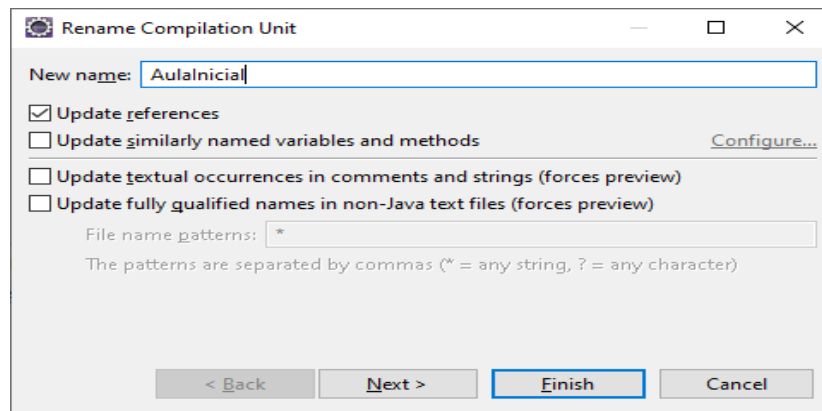 Rename Compilation Unit
New name: AulaInicial
Update references
Update similarly named variables and methods Configure...
Update textual occurrences in comments and strings (forces preview)
Update fully qualified names in non-Java text files (forces preview)
File name patterns: *
The patterns are separated by commas (* = any string, ? = any character)
< Back Next > Finish Cancel